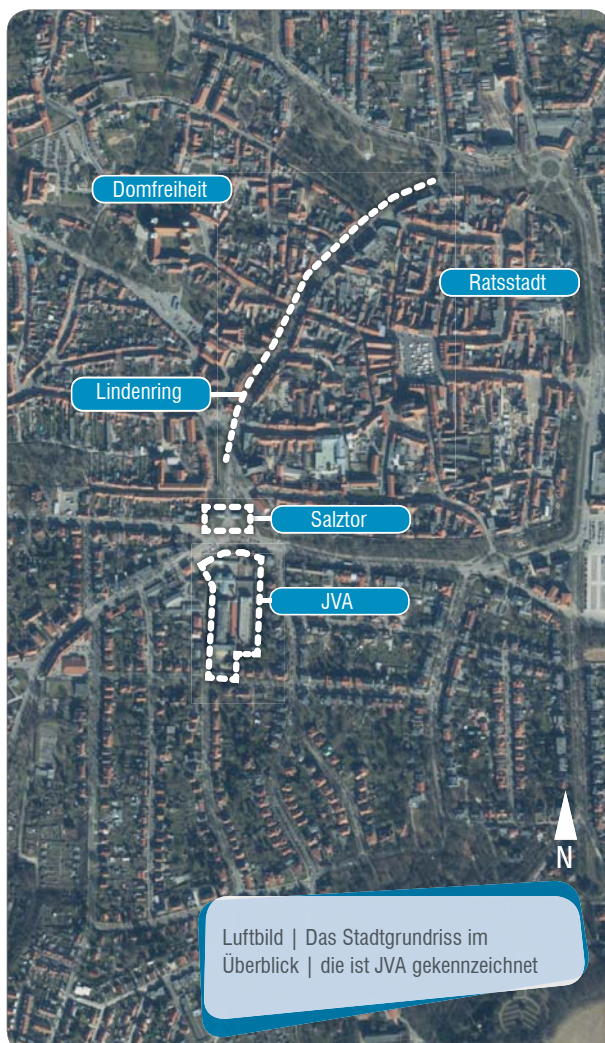 Domfreiheit
Ratsstadt
Lindenring
Salztor
JVA
N
Luftbild | Das Stadtgrundriss im
Überblick | die ist JVA gekennzeichnet